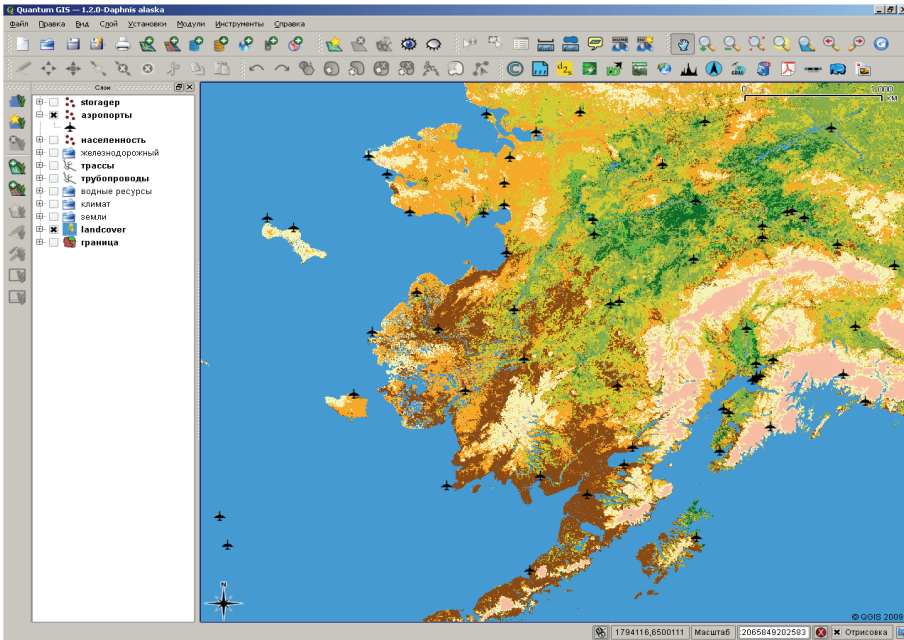 Quantum GIS — 1.2.0-Daphnis alaska
Файл Правка Вид Слой Установки Модули Инструменты Справка
Слои
storagep
аэропорты
населенность
железнодорожный
трассы
трубопроводы
водные ресурсы
климат
земли
landcover
граница
0 1 000
КМ
N
© QGIS 2009
1794116,6500111 Масштаб :2065849202583 Отрисовка